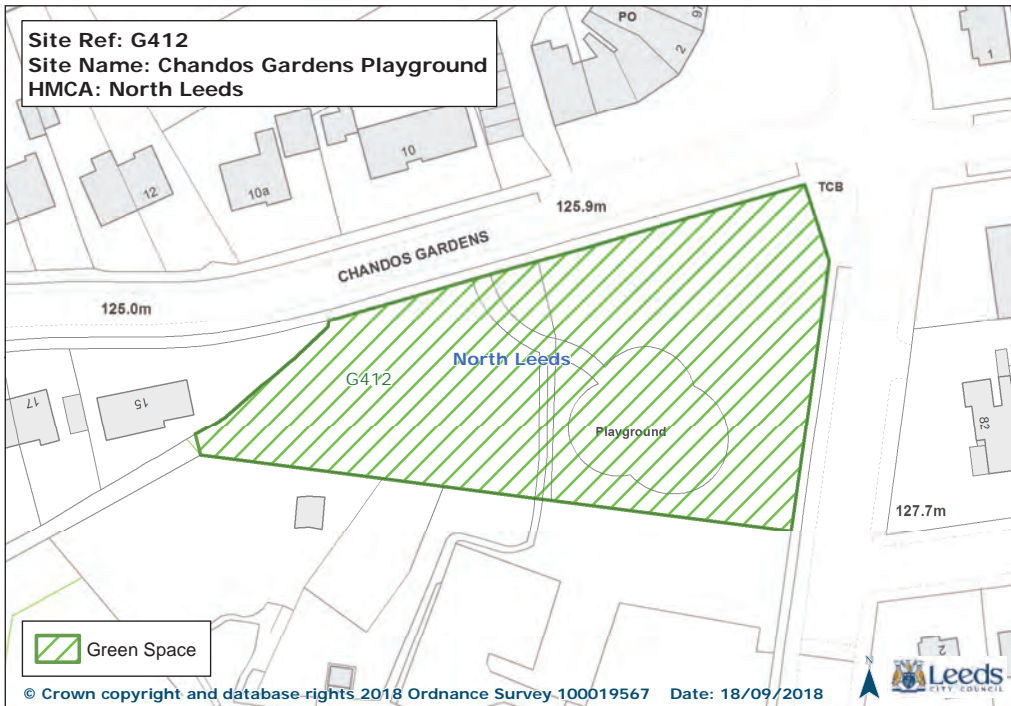 Site Ref: G412
Site Name: Chandos Gardens Playground
HMCA: North Leeds
PO
97
2
1
12
10a
10
TCB
125.9m
CHANDOS GARDENS
125.0m
North Leeds
G412
17
15
Playground
82
127.7m
2
Green Space
© Crown copyright and database rights 2018 Ordnance Survey 100019567 Date: 18/09/2018
N
Leeds
CITY COUNCIL